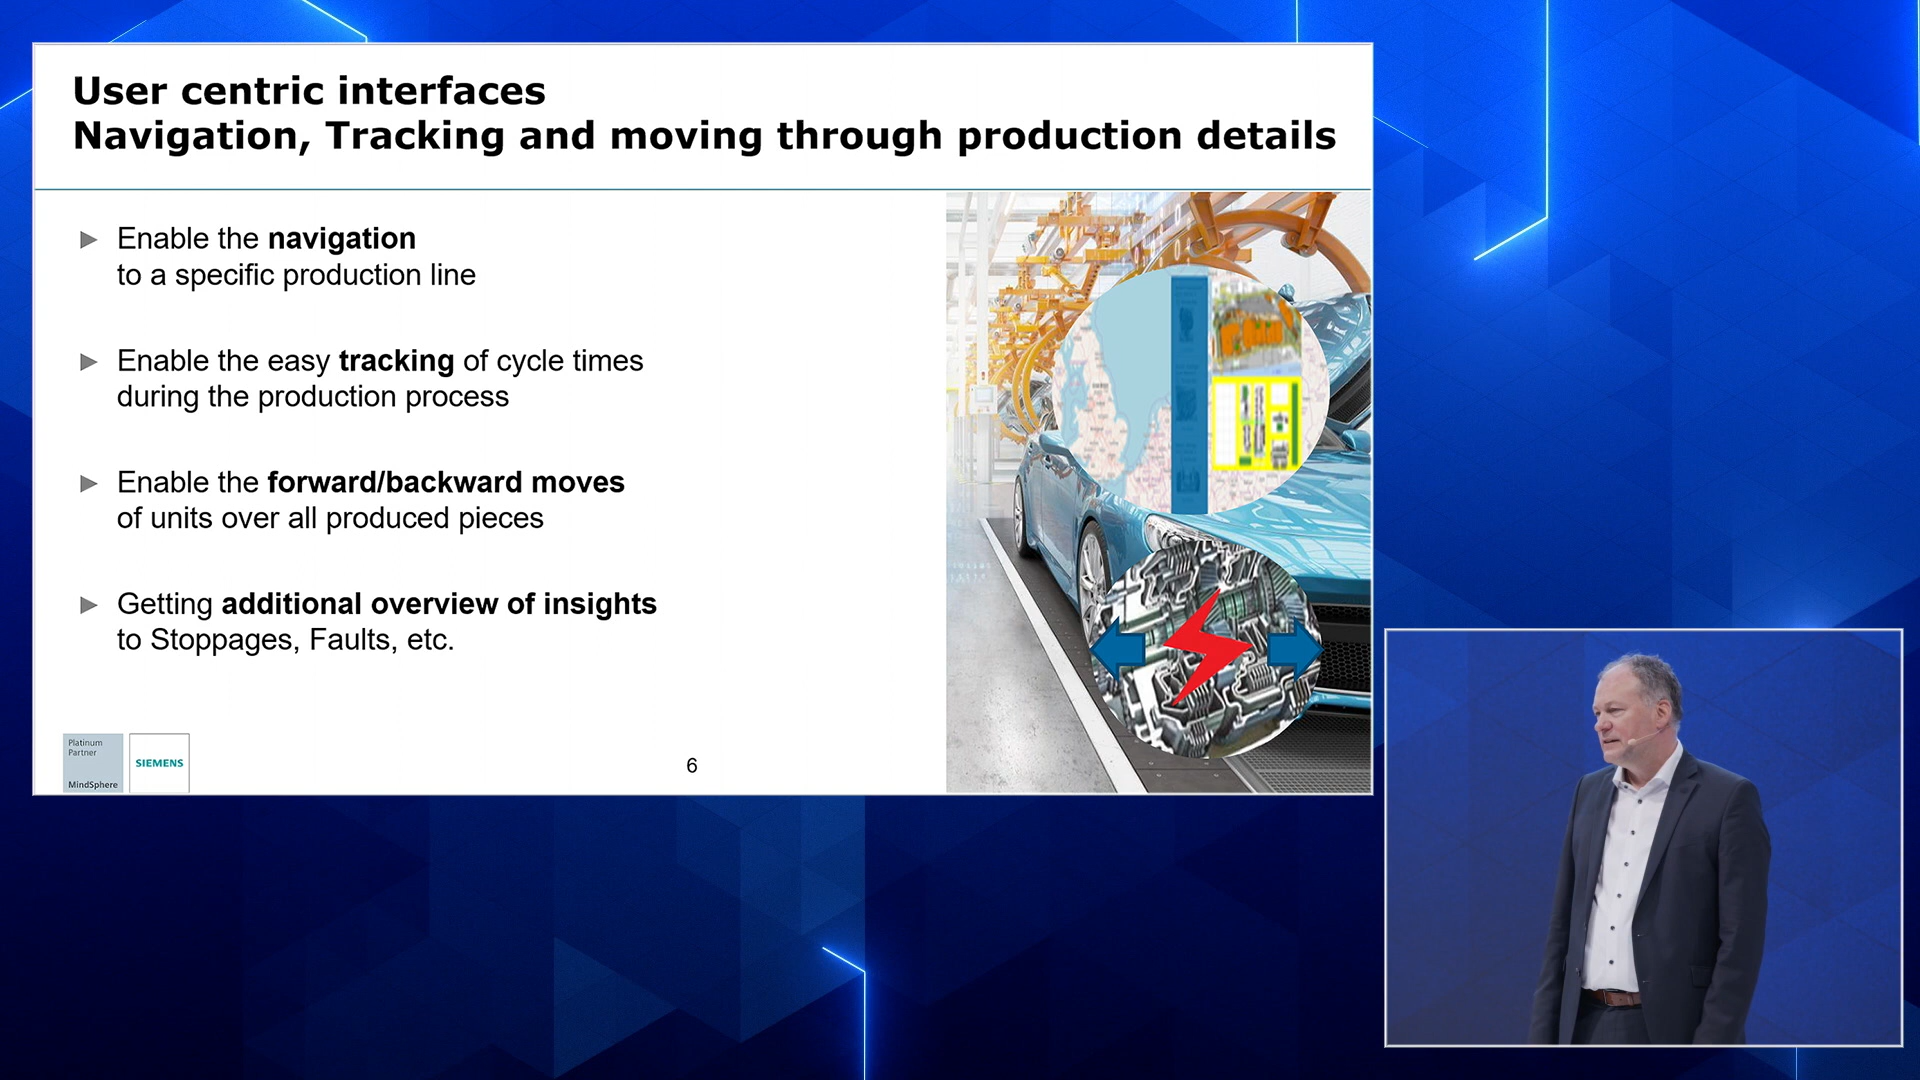 User centric interfaces
Navigation, Tracking and moving through production details
Enable the navigation
to a specific production line
Enable the easy tracking of cycle times
during the production process
Enable the forward/backward moves
of units over all produced pieces
Getting additional overview of insights
to Stoppages, Faults, etc.
Platinum
Partner
MindSphere
SIEMENS
6